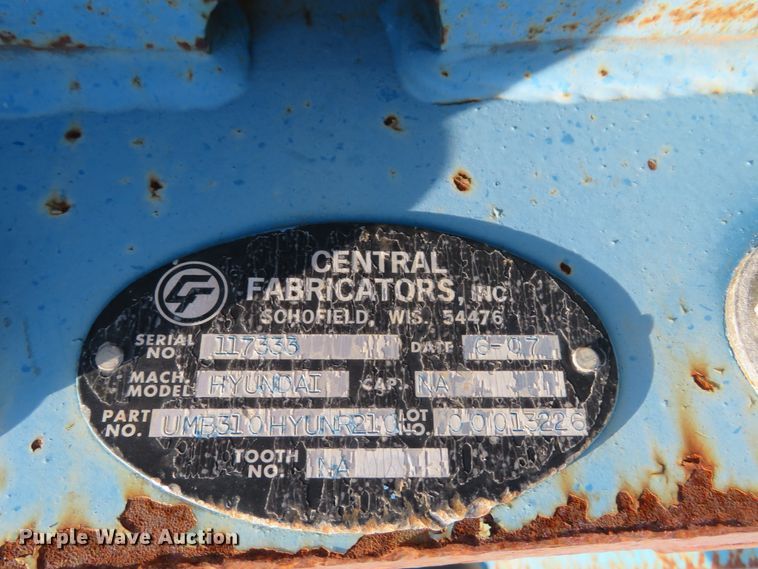 CENTRAL
FABRICATORS, INC.
SCHOFIELD, WIS. 54476
SERIAL NO. 117333 DATE 6-07
MACH. MODEL HYUNDAI CAP. NA
PART NO. UMB310HYUNR210 LOT NO. 00013226
TOOTH NO. NA
Purple Wave Auction